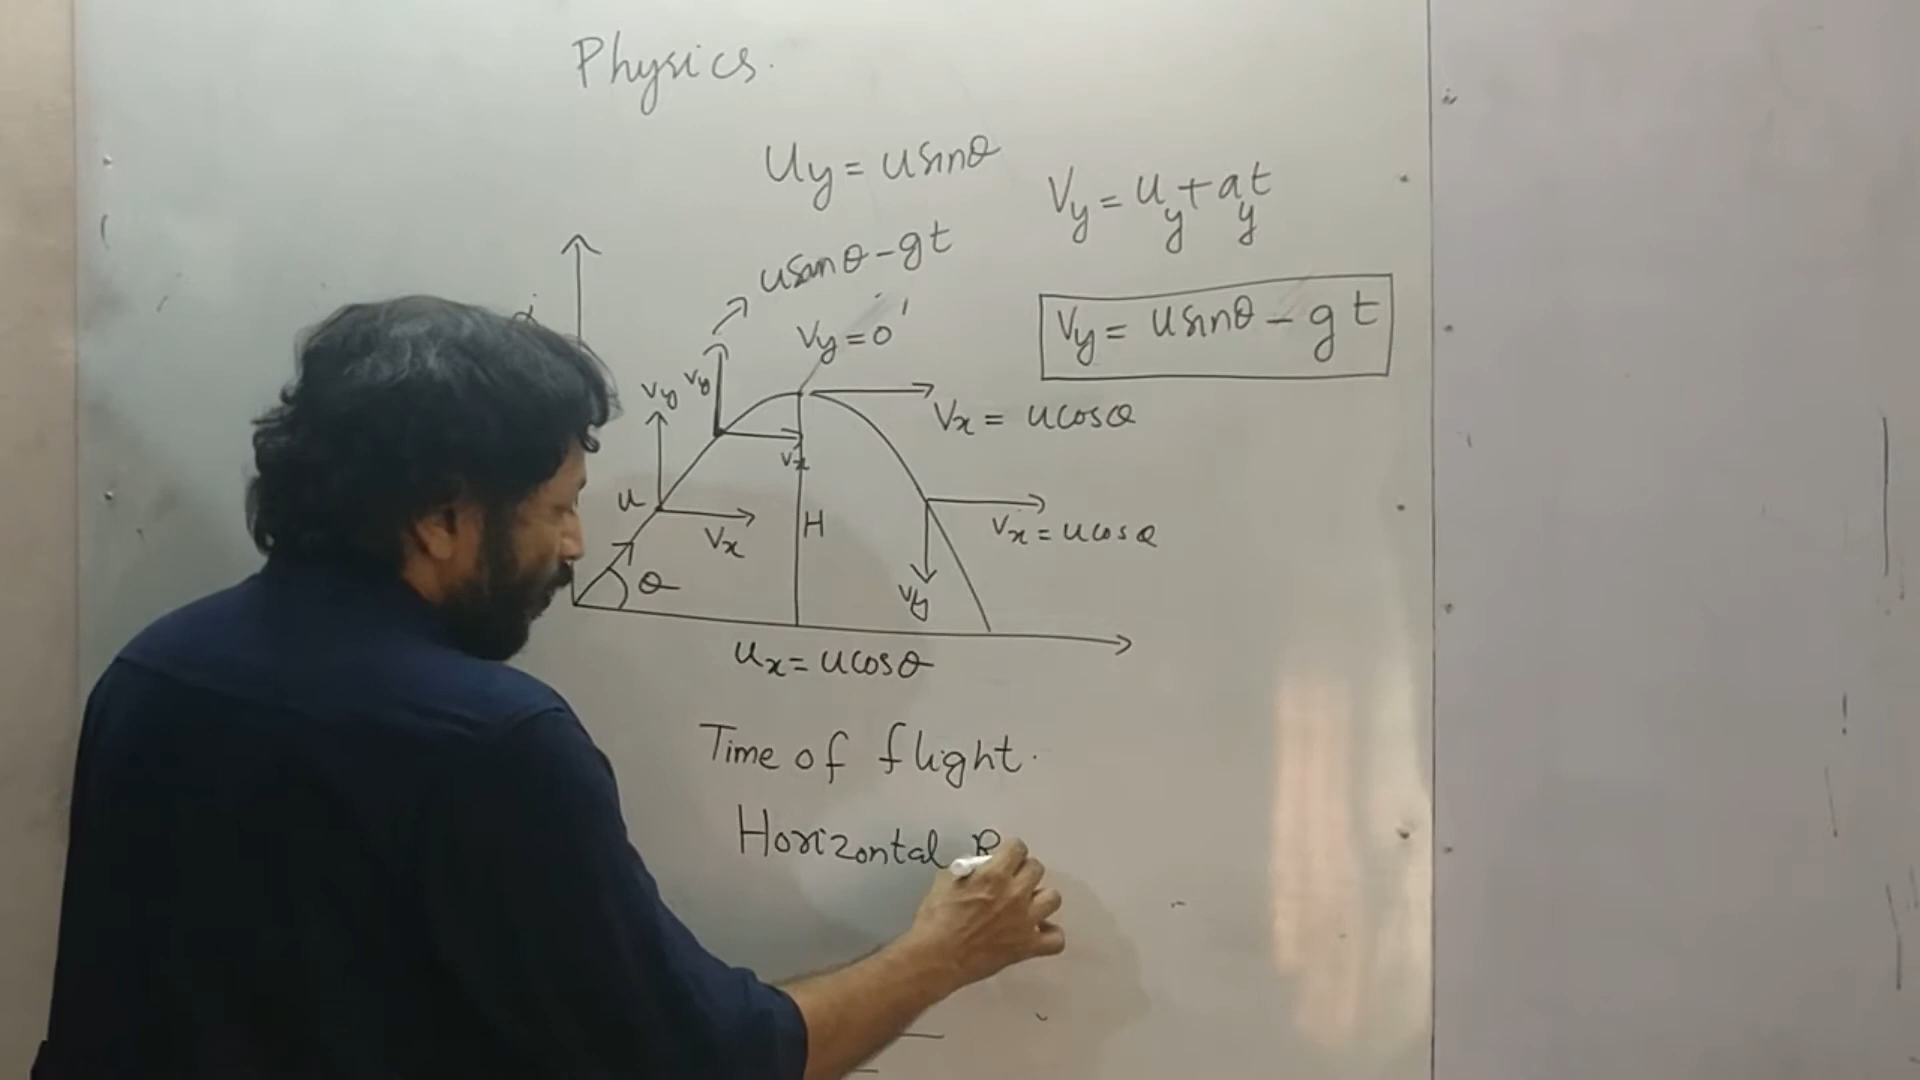 Physics.
Uy = usinθ
Vy = uy + ayt
usanθ - gt
Vy = usinθ - gt
Vy = 0
Vy
Vy
Vx = ucosθ
Vx
u
H
Vx
Vx = ucosθ
θ
Vy
Ux = ucosθ
Time of flight.
Horizontal R